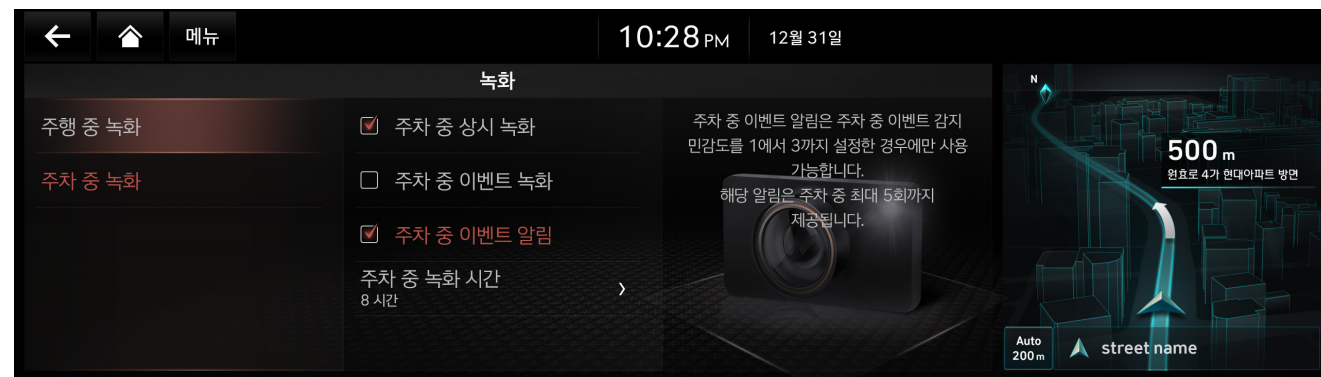 메뉴
10:28 PM
12월 31일
녹화
주행 중 녹화
주차 중 녹화
주차 중 상시 녹화
주차 중 이벤트 녹화
주차 중 이벤트 알림
주차 중 녹화 시간
8 시간
주차 중 이벤트 알림은 주차 중 이벤트 감지
민감도를 1에서 3까지 설정한 경우에만 사용
가능합니다.
해당 알림은 주차 중 최대 5회까지
제공됩니다.
N
500 m
원효로 4가 현대아파트 방면
Auto
200 m
street name